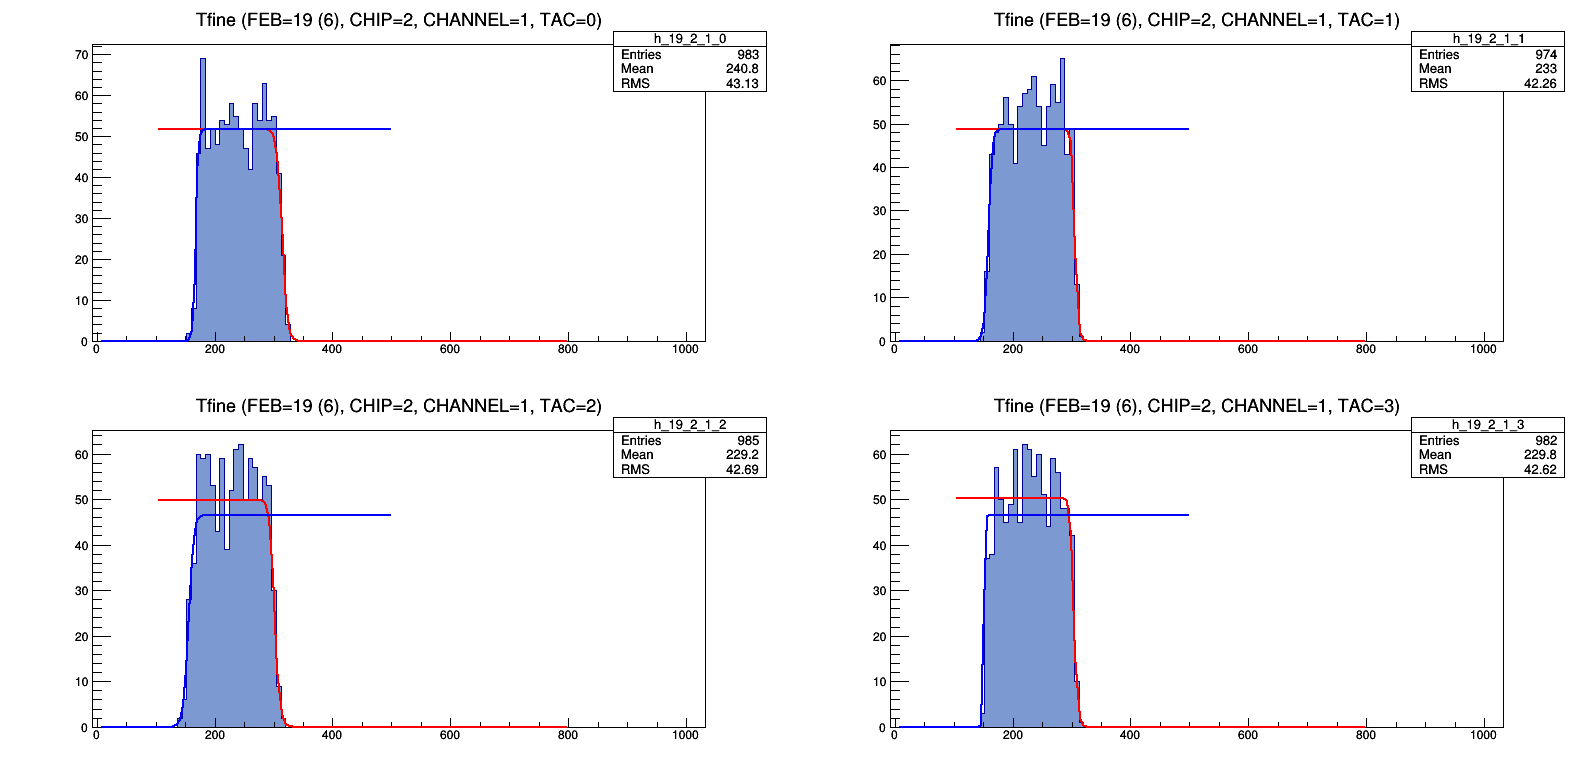 Tfine (FEB=19 (6), CHIP=2, CHANNEL=1, TAC=0)
h_19_2_1_0
Entries 983
Mean 240.8
RMS 43.13
70
60
50
40
30
20
10
0
0 200 400 600 800 1000
Tfine (FEB=19 (6), CHIP=2, CHANNEL=1, TAC=1)
h_19_2_1_1
Entries 974
Mean 233
RMS 42.26
60
50
40
30
20
10
0
0 200 400 600 800 1000
Tfine (FEB=19 (6), CHIP=2, CHANNEL=1, TAC=2)
h_19_2_1_2
Entries 985
Mean 229.2
RMS 42.69
60
50
40
30
20
10
0
0 200 400 600 800 1000
Tfine (FEB=19 (6), CHIP=2, CHANNEL=1, TAC=3)
h_19_2_1_3
Entries 982
Mean 229.8
RMS 42.62
60
50
40
30
20
10
0
0 200 400 600 800 1000